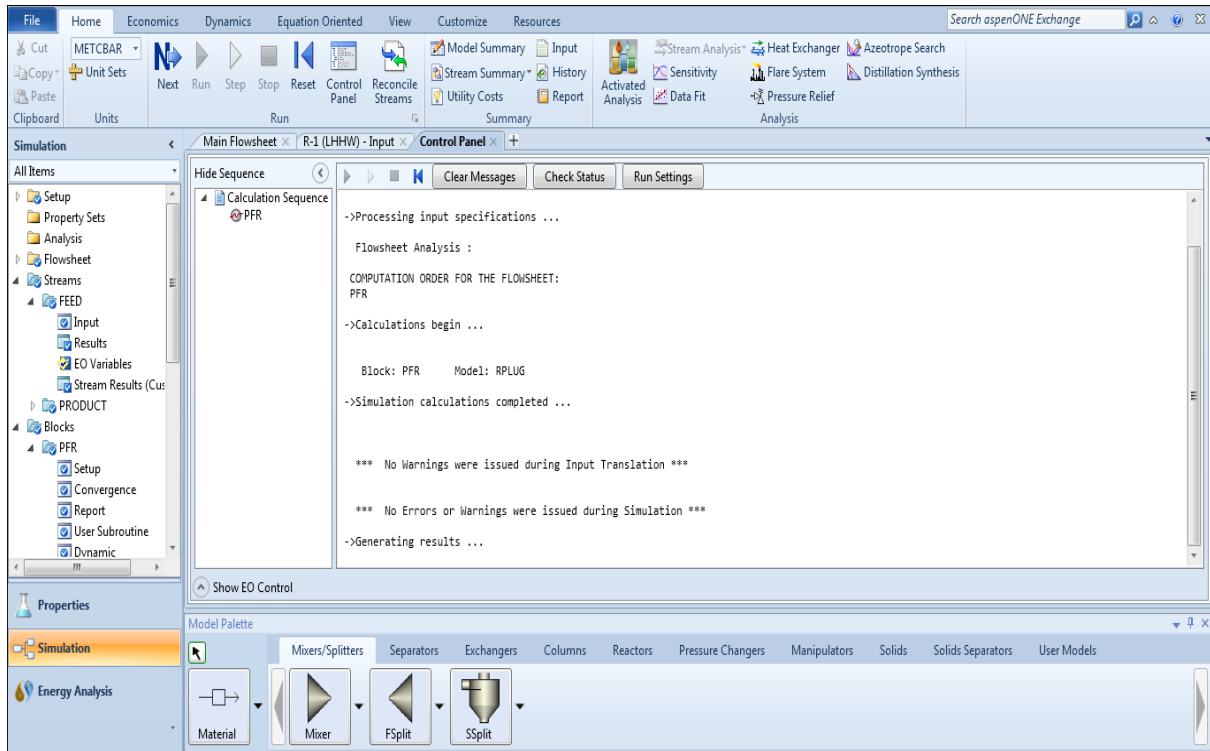 File Home Economics Dynamics Equation Oriented View Customize Resources Search aspenONE Exchange
Cut METCBAR Model Summary Input Stream Analysis Heat Exchanger Azeotrope Search
Copy Unit Sets Next Run Step Stop Reset Control Panel Reconcile Streams Stream Summary History Activated Analysis Sensitivity Flare System Distillation Synthesis
Paste Utility Costs Report Data Fit Pressure Relief
Clipboard Units Run Summary Analysis
Simulation
All Items
Setup
Property Sets
Analysis
Flowsheet
Streams
FEED
Input
Results
EO Variables
Stream Results (Cus
PRODUCT
Blocks
PFR
Setup
Convergence
Report
User Subroutine
Dynamic
Properties
Simulation
Energy Analysis
Main Flowsheet R-1 (LHHW) - Input Control Panel +
Hide Sequence
Calculation Sequence
PFR
Clear Messages Check Status Run Settings
->Processing input specifications ...
Flowsheet Analysis :
COMPUTATION ORDER FOR THE FLOWSHEET:
PFR
->Calculations begin ...
Block: PFR Model: RPLUG
->Simulation calculations completed ...
*** No Warnings were issued during Input Translation ***
*** No Errors or Warnings were issued during Simulation ***
->Generating results ...
Show EO Control
Model Palette
Mixers/Splitters Separators Exchangers Columns Reactors Pressure Changers Manipulators Solids Solids Separators User Models
Material Mixer FSplit SSplit